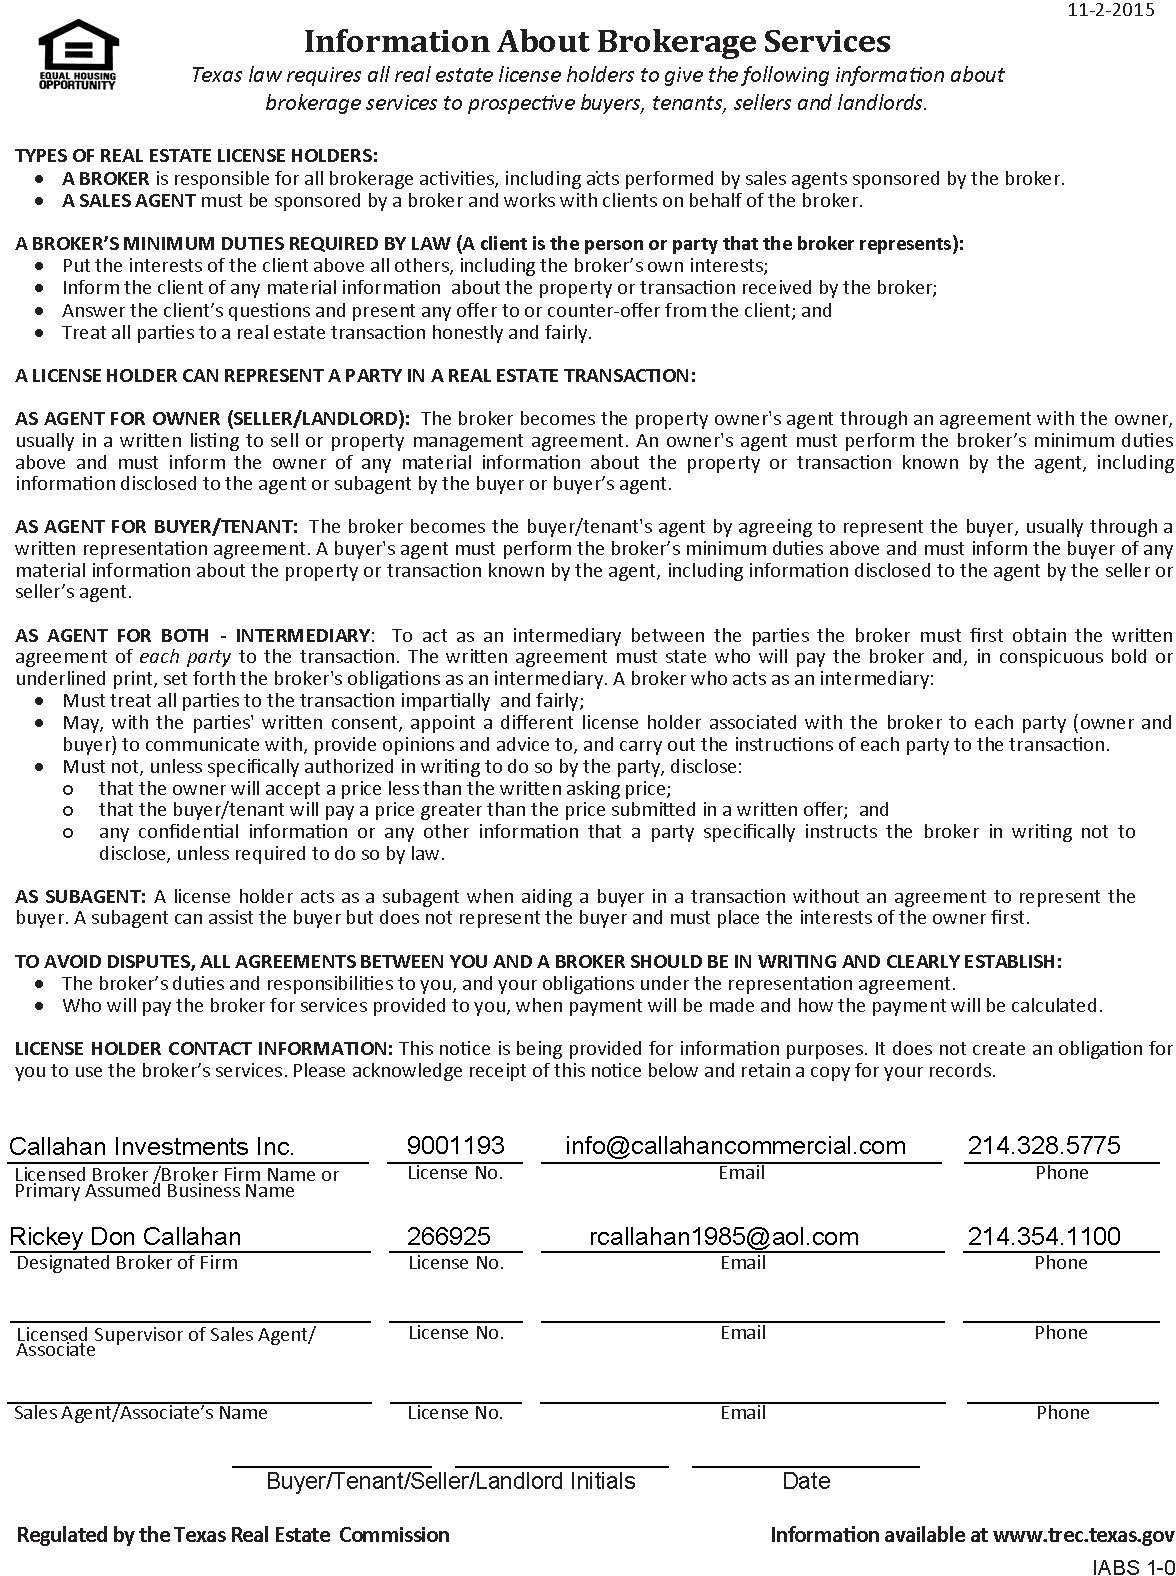 11-2-2015
EQUAL HOUSING
OPPORTUNITY
Information About Brokerage Services
Texas law requires all real estate license holders to give the following information about
brokerage services to prospective buyers, tenants, sellers and landlords.
TYPES OF REAL ESTATE LICENSE HOLDERS:
● A BROKER is responsible for all brokerage activities, including acts performed by sales agents sponsored by the broker.
● A SALES AGENT must be sponsored by a broker and works with clients on behalf of the broker.
A BROKER’S MINIMUM DUTIES REQUIRED BY LAW (A client is the person or party that the broker represents):
● Put the interests of the client above all others, including the broker’s own interests;
● Inform the client of any material information about the property or transaction received by the broker;
● Answer the client’s questions and present any offer to or counter-offer from the client; and
● Treat all parties to a real estate transaction honestly and fairly.
A LICENSE HOLDER CAN REPRESENT A PARTY IN A REAL ESTATE TRANSACTION:
AS AGENT FOR OWNER (SELLER/LANDLORD): The broker becomes the property owner's agent through an agreement with the owner,
usually in a written listing to sell or property management agreement. An owner's agent must perform the broker’s minimum duties
above and must inform the owner of any material information about the property or transaction known by the agent, including
information disclosed to the agent or subagent by the buyer or buyer’s agent.
AS AGENT FOR BUYER/TENANT: The broker becomes the buyer/tenant's agent by agreeing to represent the buyer, usually through a
written representation agreement. A buyer's agent must perform the broker’s minimum duties above and must inform the buyer of any
material information about the property or transaction known by the agent, including information disclosed to the agent by the seller or
seller’s agent.
AS AGENT FOR BOTH - INTERMEDIARY: To act as an intermediary between the parties the broker must first obtain the written
agreement of each party to the transaction. The written agreement must state who will pay the broker and, in conspicuous bold or
underlined print, set forth the broker's obligations as an intermediary. A broker who acts as an intermediary:
● Must treat all parties to the transaction impartially and fairly;
● May, with the parties' written consent, appoint a different license holder associated with the broker to each party (owner and
buyer) to communicate with, provide opinions and advice to, and carry out the instructions of each party to the transaction.
● Must not, unless specifically authorized in writing to do so by the party, disclose:
o that the owner will accept a price less than the written asking price;
o that the buyer/tenant will pay a price greater than the price submitted in a written offer; and
o any confidential information or any other information that a party specifically instructs the broker in writing not to
disclose, unless required to do so by law.
AS SUBAGENT: A license holder acts as a subagent when aiding a buyer in a transaction without an agreement to represent the
buyer. A subagent can assist the buyer but does not represent the buyer and must place the interests of the owner first.
TO AVOID DISPUTES, ALL AGREEMENTS BETWEEN YOU AND A BROKER SHOULD BE IN WRITING AND CLEARLY ESTABLISH:
● The broker’s duties and responsibilities to you, and your obligations under the representation agreement.
● Who will pay the broker for services provided to you, when payment will be made and how the payment will be calculated.
LICENSE HOLDER CONTACT INFORMATION: This notice is being provided for information purposes. It does not create an obligation for
you to use the broker’s services. Please acknowledge receipt of this notice below and retain a copy for your records.
Callahan Investments Inc. 9001193 info@callahancommercial.com 214.328.5775
Licensed Broker /Broker Firm Name or License No. Email Phone
Primary Assumed Business Name
Rickey Don Callahan 266925 rcallahan1985@aol.com 214.354.1100
Designated Broker of Firm License No. Email Phone
Licensed Supervisor of Sales Agent/ License No. Email Phone
Associate
Sales Agent/Associate’s Name License No. Email Phone
Buyer/Tenant/Seller/Landlord Initials Date
Regulated by the Texas Real Estate Commission Information available at www.trec.texas.gov
IABS 1-0